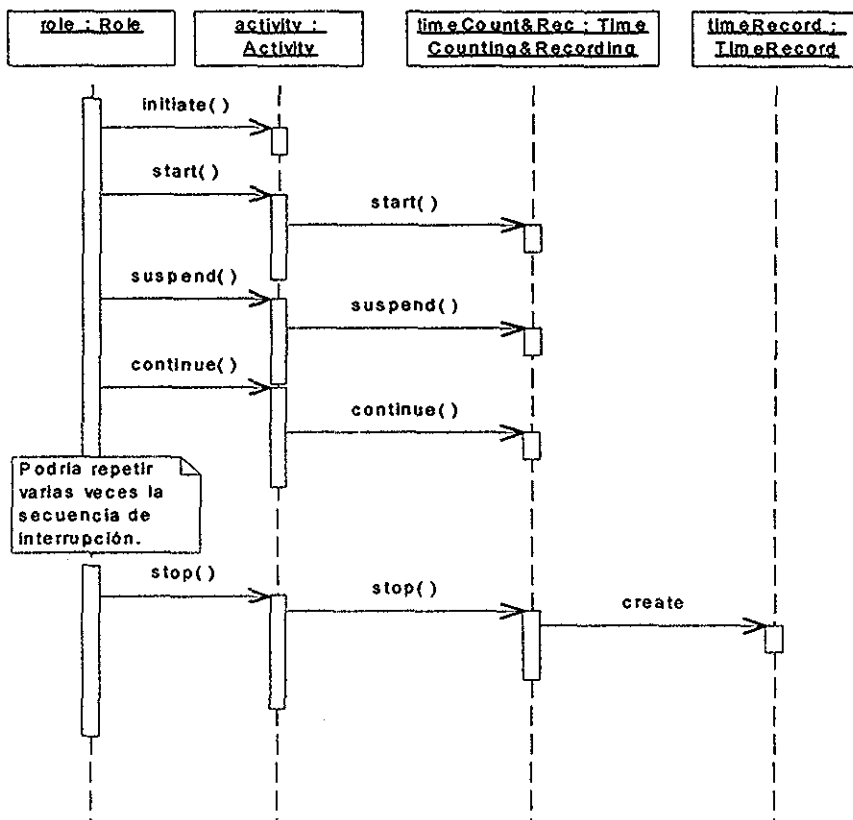 role : Role
activity :
Activity
timeCount&Rec : Time
Counting&Recording
timeRecord :
TimeRecord
initiate()
start()
start()
suspend()
suspend()
continue()
continue()
Podría repetir
varias veces la
secuencia de
interrupción.
stop()
stop()
create